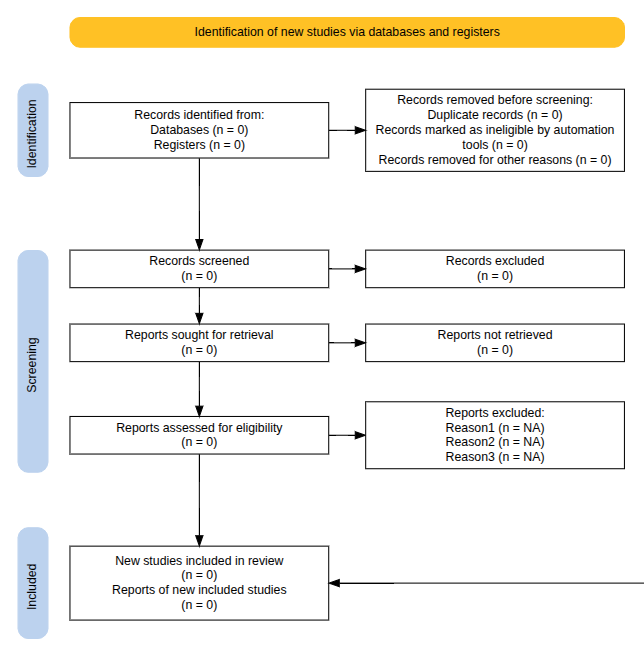 Identification of new studies via databases and registers
Identification
Records identified from:
Databases (n = 0)
Registers (n = 0)
Records removed before screening:
Duplicate records (n = 0)
Records marked as ineligible by automation
tools (n = 0)
Records removed for other reasons (n = 0)
Screening
Records screened
(n = 0)
Records excluded
(n = 0)
Reports sought for retrieval
(n = 0)
Reports not retrieved
(n = 0)
Reports assessed for eligibility
(n = 0)
Reports excluded:
Reason1 (n = NA)
Reason2 (n = NA)
Reason3 (n = NA)
Included
New studies included in review
(n = 0)
Reports of new included studies
(n = 0)